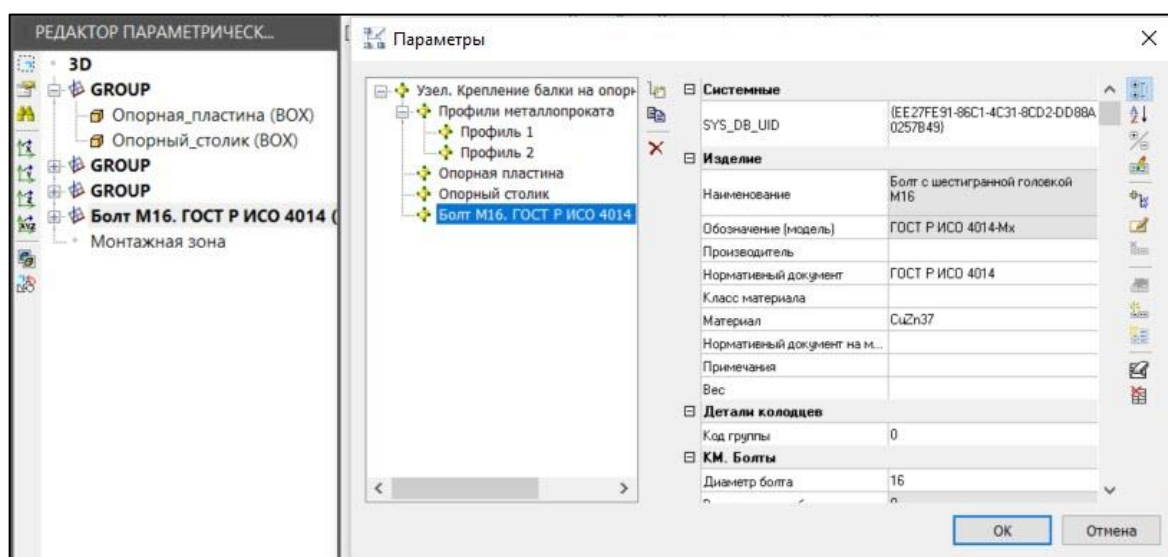 РЕДАКТОР ПАРАМЕТРИЧЕСК...
3D
GROUP
Опорная_пластина (BOX)
Опорный_столик (BOX)
GROUP
GROUP
Болт М16. ГОСТ Р ИСО 4014 (
Монтажная зона
Параметры
Узел. Крепление балки на опорн
Профили металлопроката
Профиль 1
Профиль 2
Опорная пластина
Опорный столик
Болт М16. ГОСТ Р ИСО 4014
Системные
SYS_DB_UID {EE27FE91-86C1-4C31-8CD2-DD88A
0257B49}
Изделие
Наименование Болт с шестигранной головкой
М16
Обозначение (модель) ГОСТ Р ИСО 4014-Мх
Производитель
Нормативный документ ГОСТ Р ИСО 4014
Класс материала
Материал CuZn37
Нормативный документ на м...
Примечания
Вес
Детали колодцев
Код группы 0
КМ. Болты
Диаметр болта 16
ОК Отмена